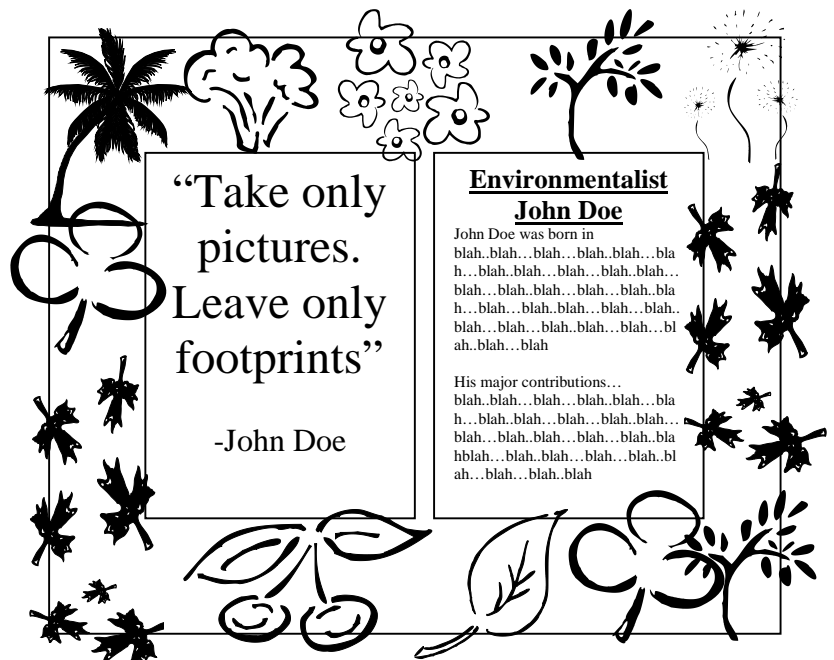 “Take only
pictures.
Leave only
footprints”
-John Doe
Environmentalist
John Doe
John Doe was born in
blah..blah…blah…blah..blah…bla
h…blah..blah…blah…blah..blah…
blah…blah..blah…blah…blah..bla
h…blah…blah..blah…blah…blah..
blah…blah…blah..blah…blah…bl
ah..blah…blah
His major contributions…
blah..blah…blah…blah..blah…bla
h…blah..blah…blah…blah..blah…
blah…blah..blah…blah…blah..bla
hblah…blah..blah…blah…blah..bl
ah…blah…blah..blah